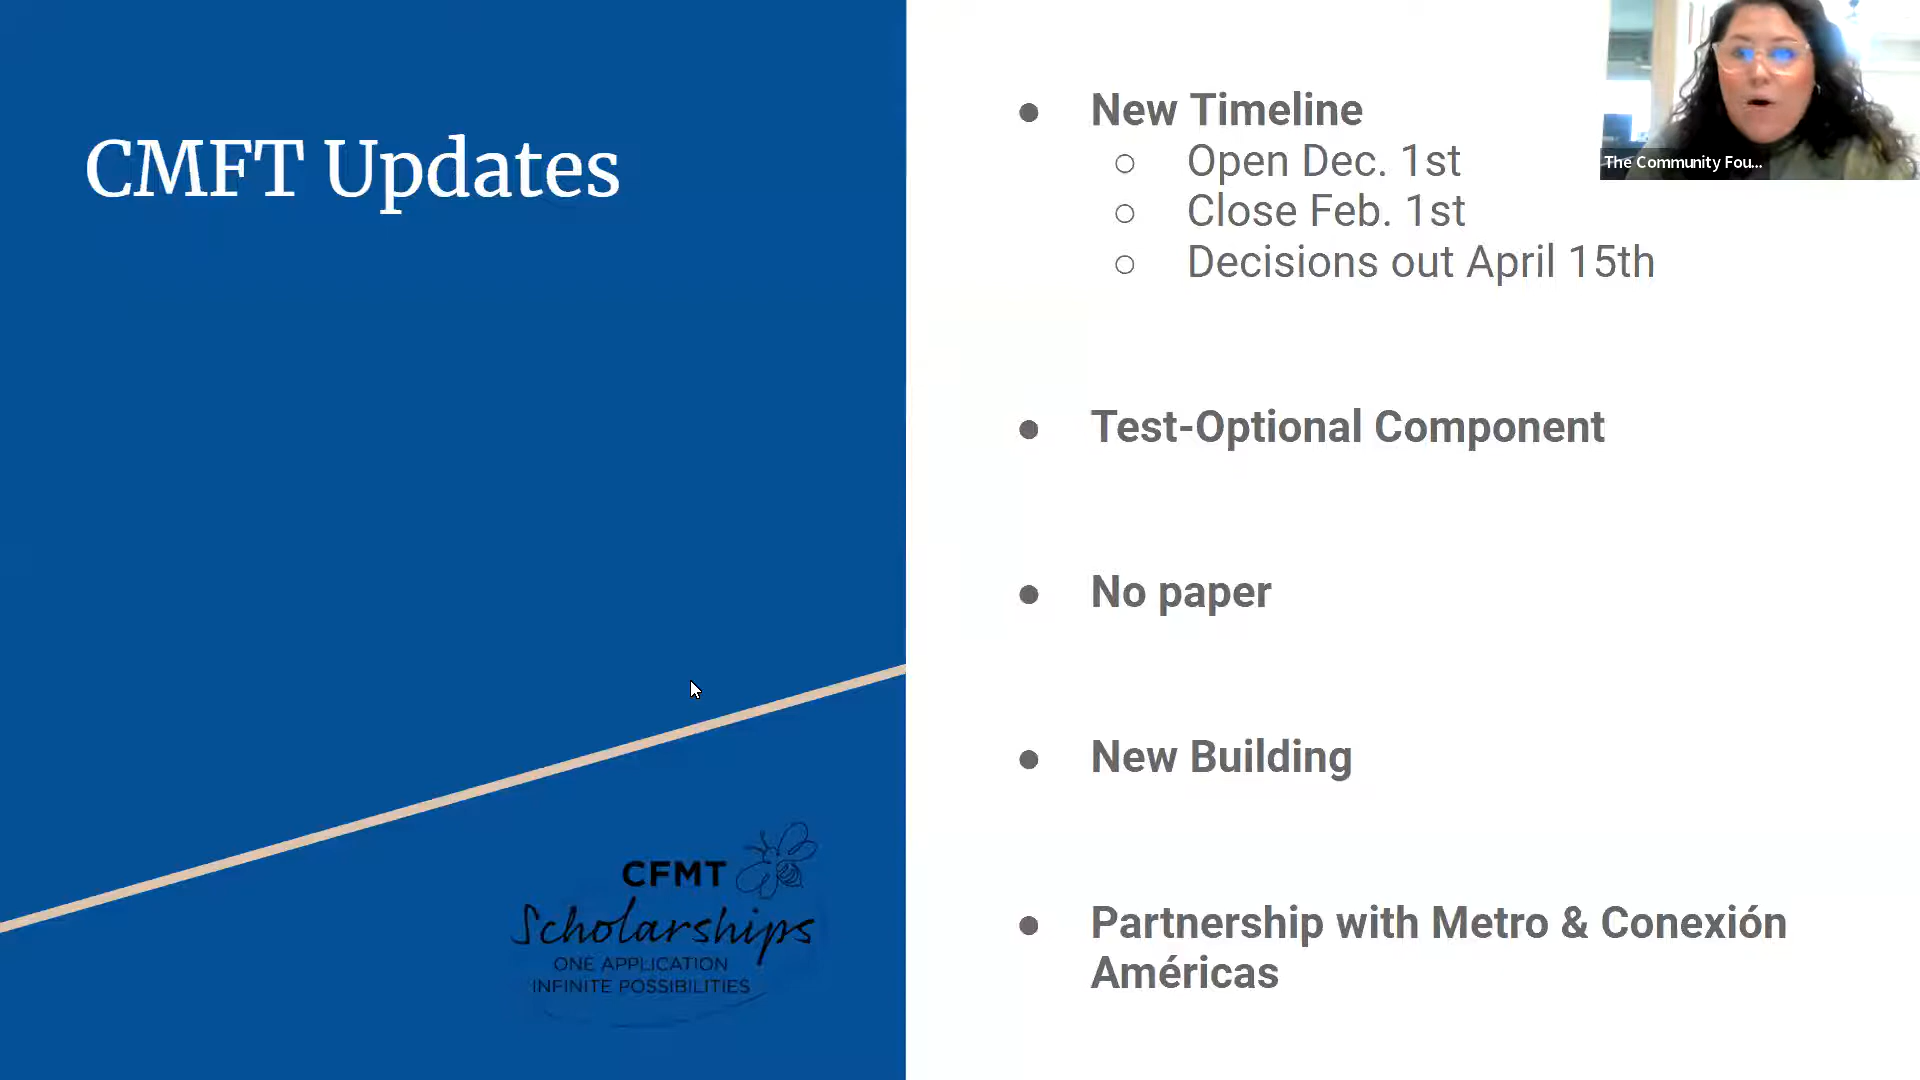 CMFT Updates
CFMT
Scholarships
ONE APPLICATION
INFINITE POSSIBILITIES
● New Timeline
○ Open Dec. 1st
○ Close Feb. 1st
○ Decisions out April 15th
● Test-Optional Component
● No paper
● New Building
● Partnership with Metro & Conexión
Américas
The Community Fou...